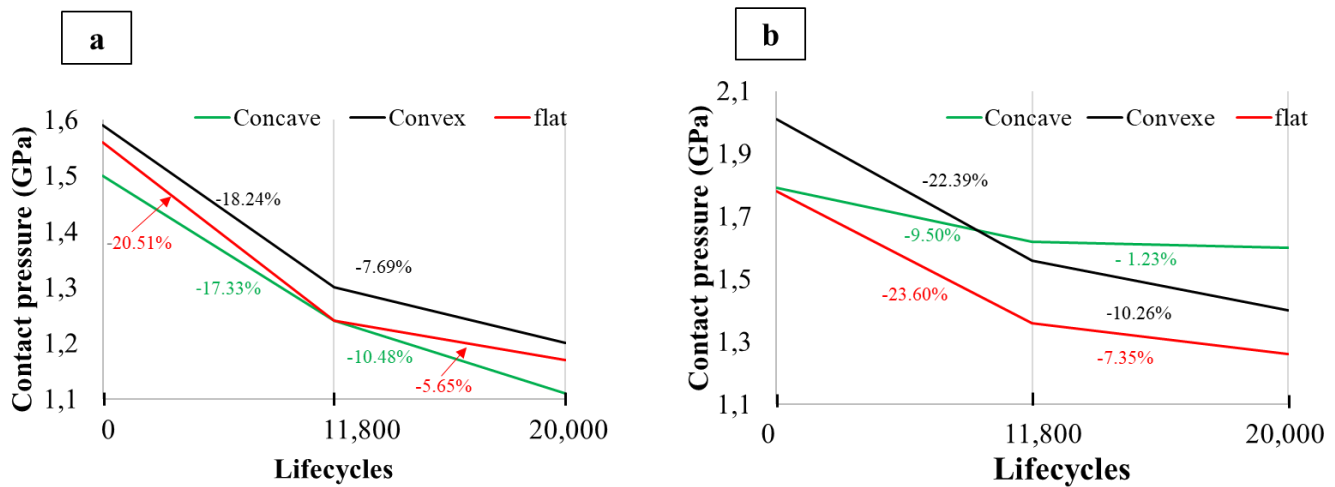 a
Concave Convex flat
Contact pressure (GPa)
1,6
1,5
1,4
1,3
1,2
1,1
-18.24%
-20.51%
-17.33%
-7.69%
-10.48%
-5.65%
0 11,800 20,000
Lifecycles
b
Concave Convexe flat
Contact pressure (GPa)
2,1
1,9
1,7
1,5
1,3
1,1
-22.39%
-9.50%
- 1.23%
-23.60%
-10.26%
-7.35%
0 11,800 20,000
Lifecycles